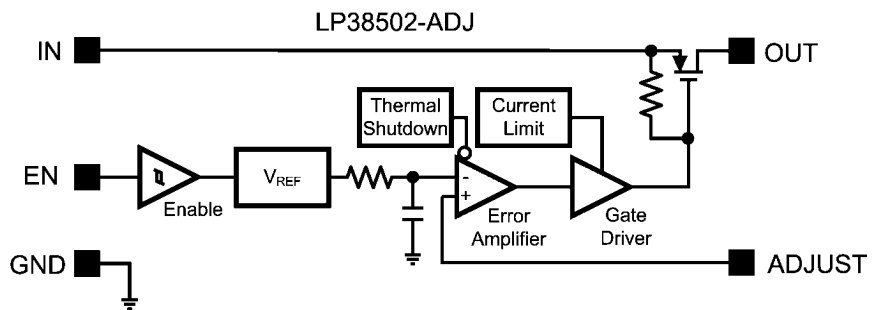 LP38502-ADJ
IN
OUT
Thermal
Shutdown
Current
Limit
EN
VREF
-
+
Enable
Error
Amplifier
Gate
Driver
GND
ADJUST